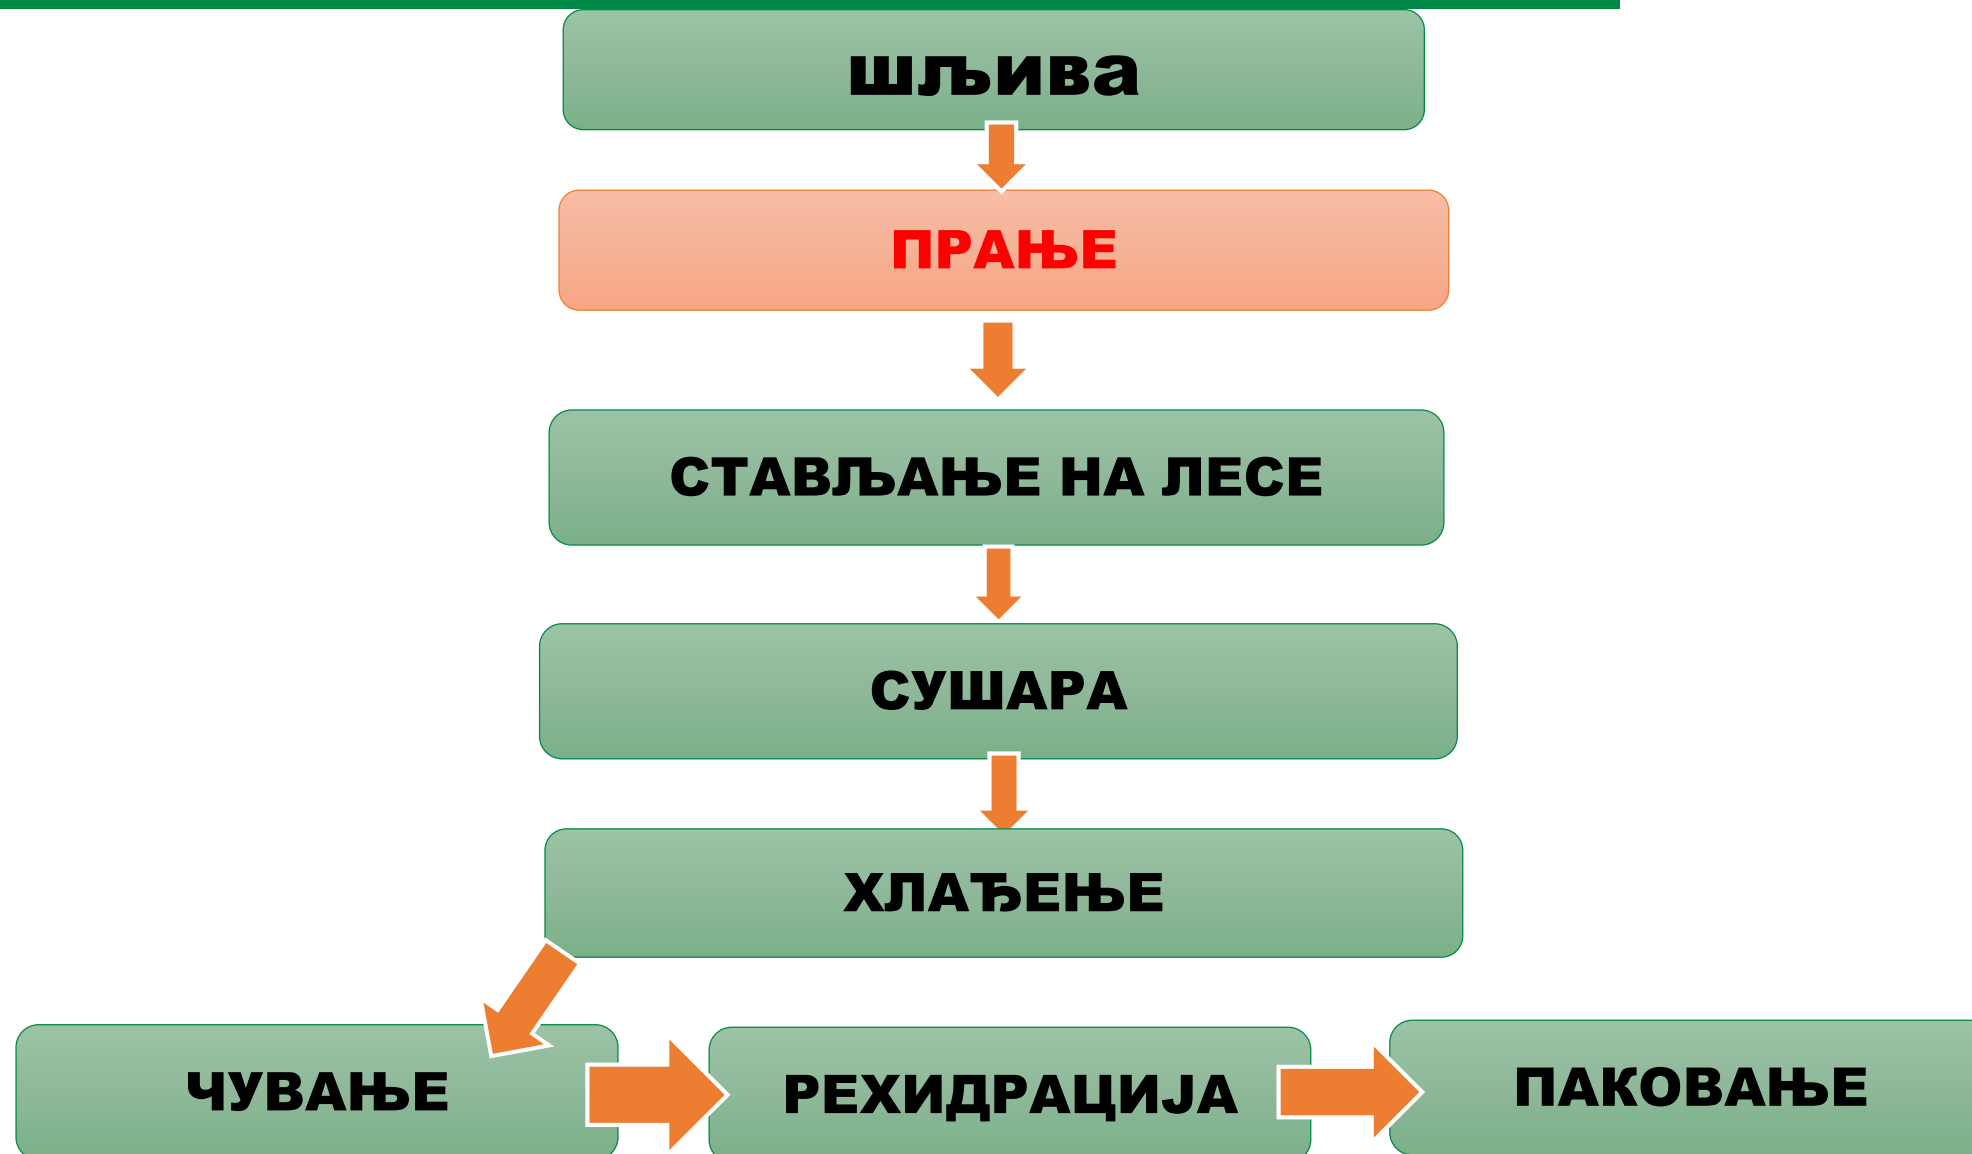 шљива
ПРАЊЕ
СТАВЉАЊЕ НА ЛЕСЕ
СУШАРА
ХЛАЂЕЊЕ
ЧУВАЊЕ
РЕХИДРАЦИЈА
ПАКОВАЊЕ